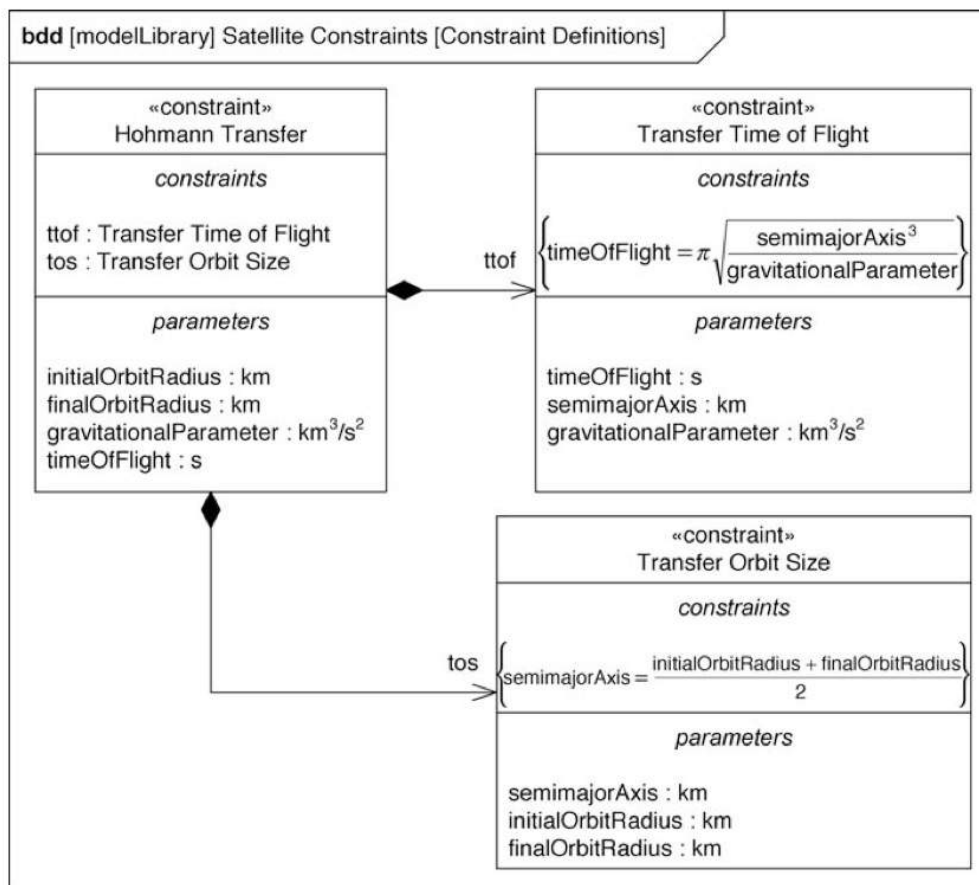 bdd [modelLibrary] Satellite Constraints [Constraint Definitions]
«constraint»
Hohmann Transfer
constraints
ttof : Transfer Time of Flight
tos : Transfer Orbit Size
parameters
initialOrbitRadius : km
finalOrbitRadius : km
gravitationalParameter : km³/s²
timeOfFlight : s
ttof
«constraint»
Transfer Time of Flight
constraints
{timeOfFlight = π√(semimajorAxis³/gravitationalParameter)}
parameters
timeOfFlight : s
semimajorAxis : km
gravitationalParameter : km³/s²
tos
«constraint»
Transfer Orbit Size
constraints
{semimajorAxis = (initialOrbitRadius + finalOrbitRadius)/2}
parameters
semimajorAxis : km
initialOrbitRadius : km
finalOrbitRadius : km